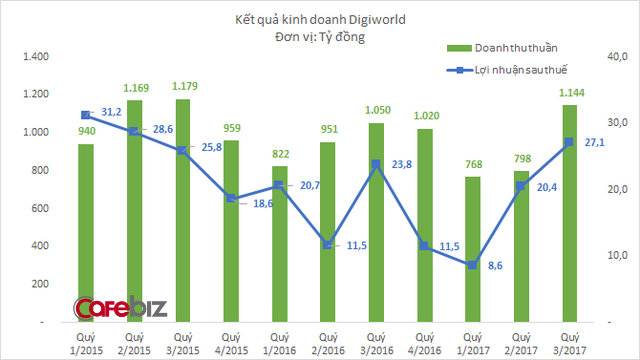 Kết quả kinh doanh Digiworld
Đơn vị: Tỷ đồng
Doanh thu thuần
Lợi nhuận sau thuế
1.400
1.200
1.000
800
600
400
200
-
40,0
30,0
20,0
10,0
-
940
1.169
1.179
959
822
951
1.050
1.020
768
798
1.144
31,2
28,6
25,8
18,6
20,7
11,5
23,8
11,5
8,6
20,4
27,1
CafeBiz
Quý 1/2015
Quý 2/2015
Quý 3/2015
Quý 4/2015
Quý 1/2016
Quý 2/2016
Quý 3/2016
Quý 4/2016
Quý 1/2017
Quý 2/2017
Quý 3/2017